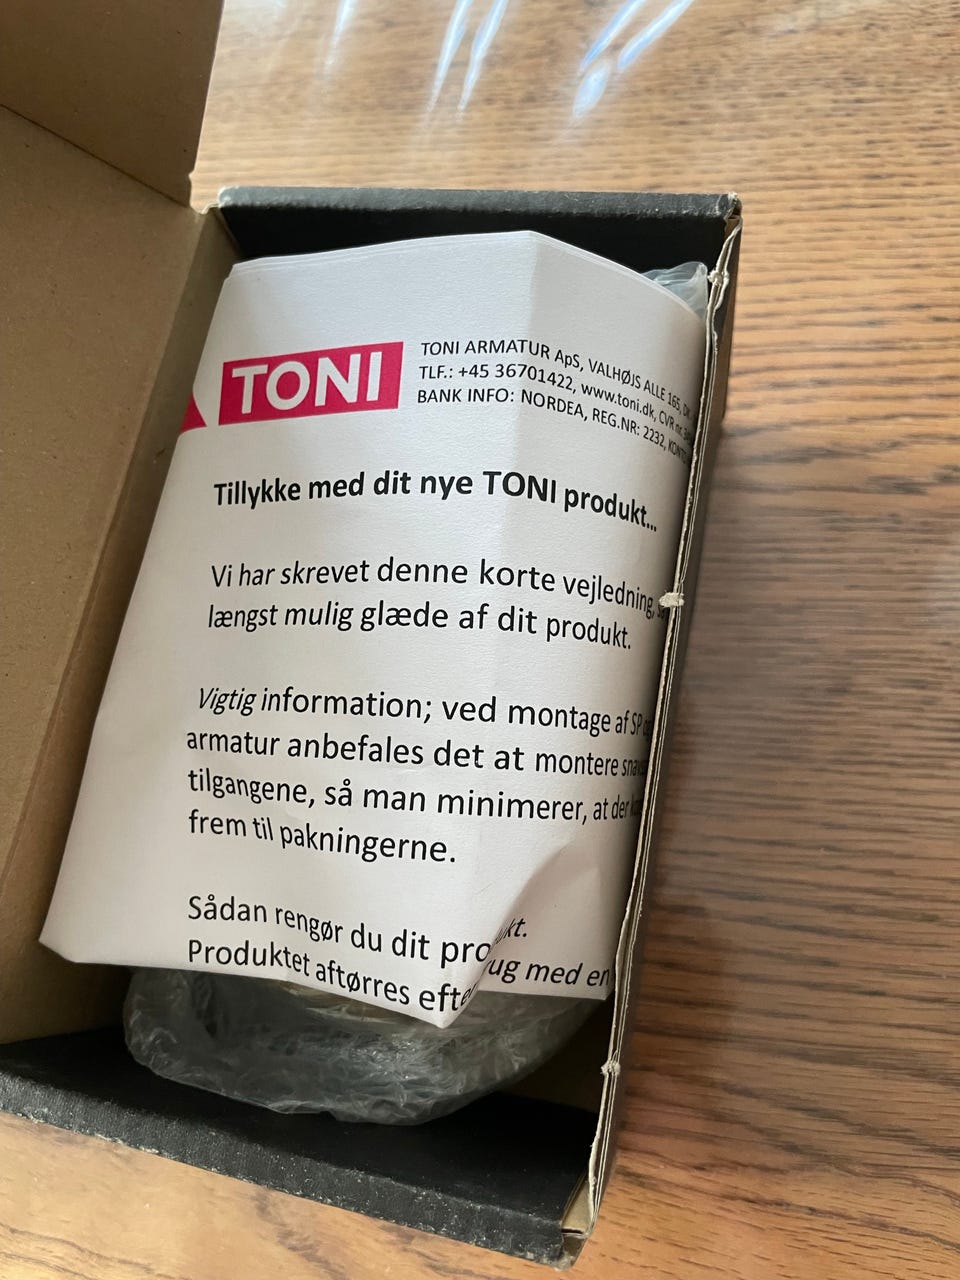 TONI
TONI ARMATUR ApS, VALHØJS ALLE 165,
TLF.: +45 36701422, www.toni.dk, CVR nr.
BANK INFO: NORDEA, REG.NR: 2232,
Tillykke med dit nye TONI produkt...
Vi har skrevet denne korte vejledning,
længst mulig glæde af dit produkt.
Vigtig information; ved montage af SP
armatur anbefales det at montere
tilgangene, så man minimerer, at der
frem til pakningerne.
Sådan rengør du dit
Produktet aftørres med en